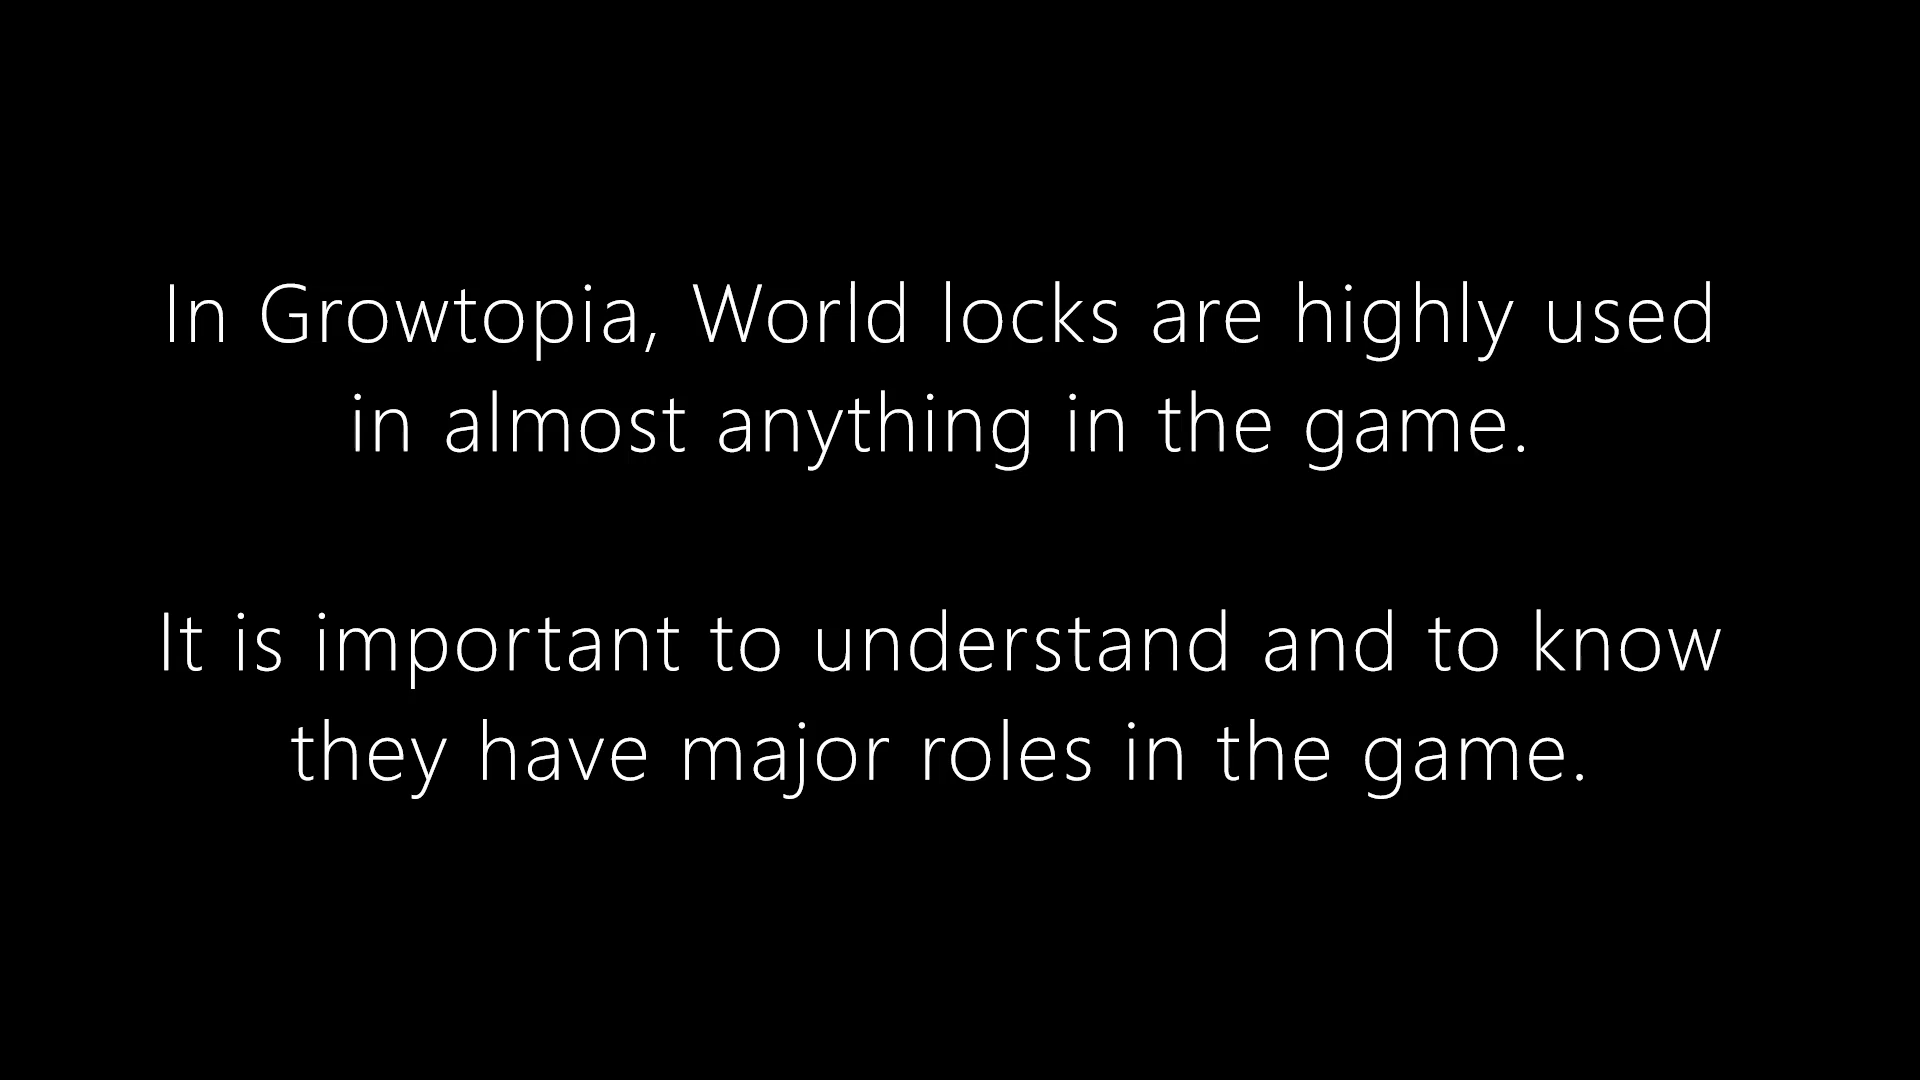 In Growtopia, World locks are highly used
in almost anything in the game.
It is important to understand and to know
they have major roles in the game.